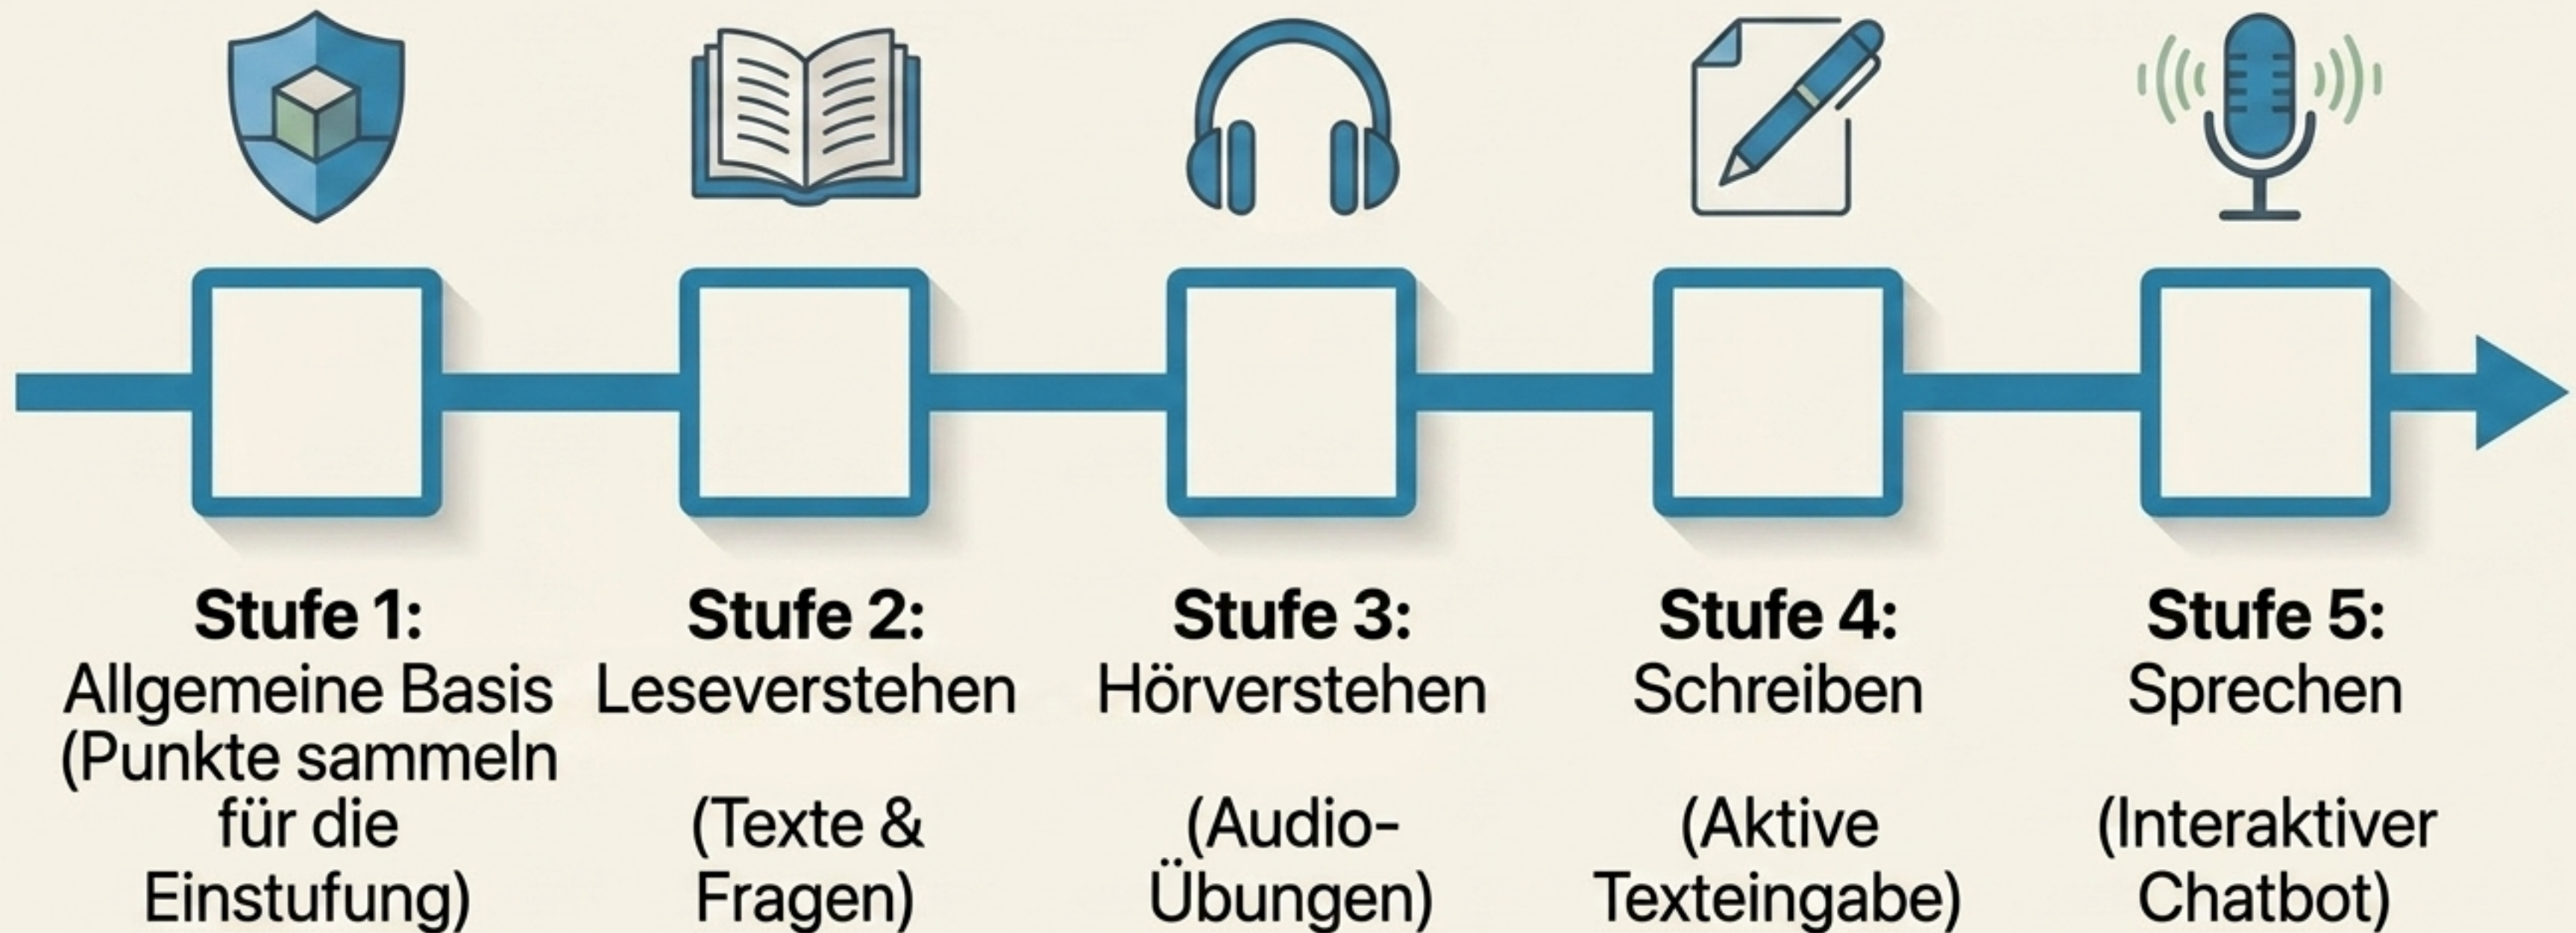 Stufe 1:
Allgemeine Basis
(Punkte sammeln
für die
Einstufung)
Stufe 2:
Leseverstehen
(Texte &
Fragen)
Stufe 3:
Hörverstehen
(Audio-
Übungen)
Stufe 4:
Schreiben
(Aktive
Texteingabe)
Stufe 5:
Sprechen
(Interaktiver
Chatbot)